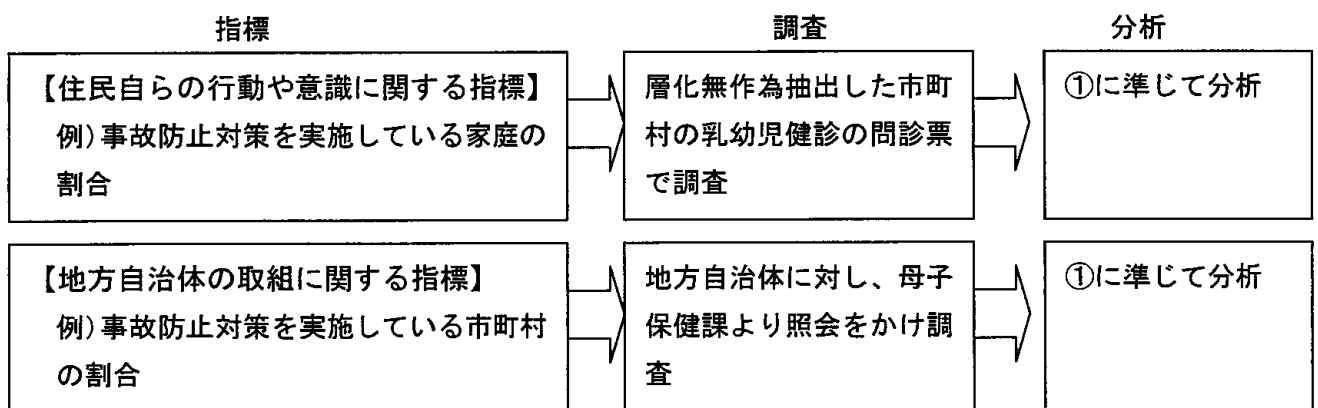 指標
調査
分析
【住民自らの行動や意識に関する指標】
例)事故防止対策を実施している家庭の
割合
層化無作為抽出した市町
村の乳幼児健診の問診票
で調査
①に準じて分析
【地方自治体の取組に関する指標】
例)事故防止対策を実施している市町村
の割合
地方自治体に対し、母子
保健課より照会をかけ調
査
①に準じて分析